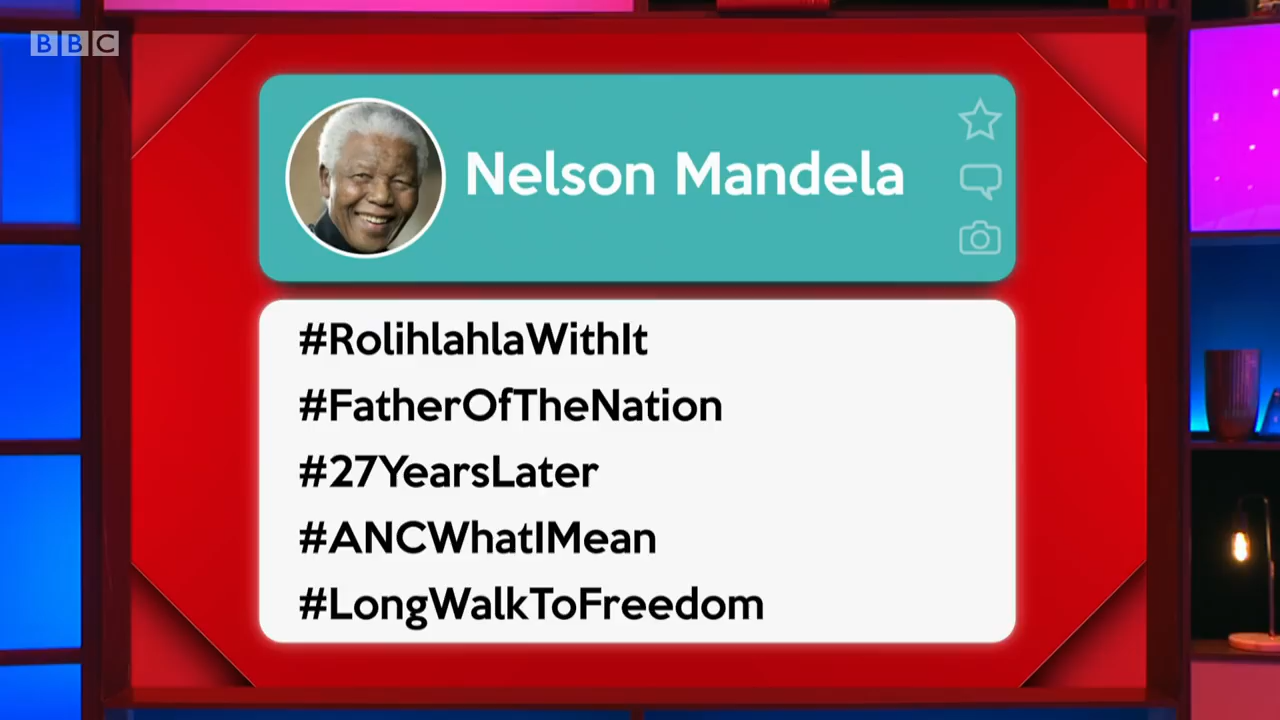 BBC
Nelson Mandela
#RolihlahlaWithIt
#FatherOfTheNation
#27YearsLater
#ANCWhatIMean
#LongWalkToFreedom